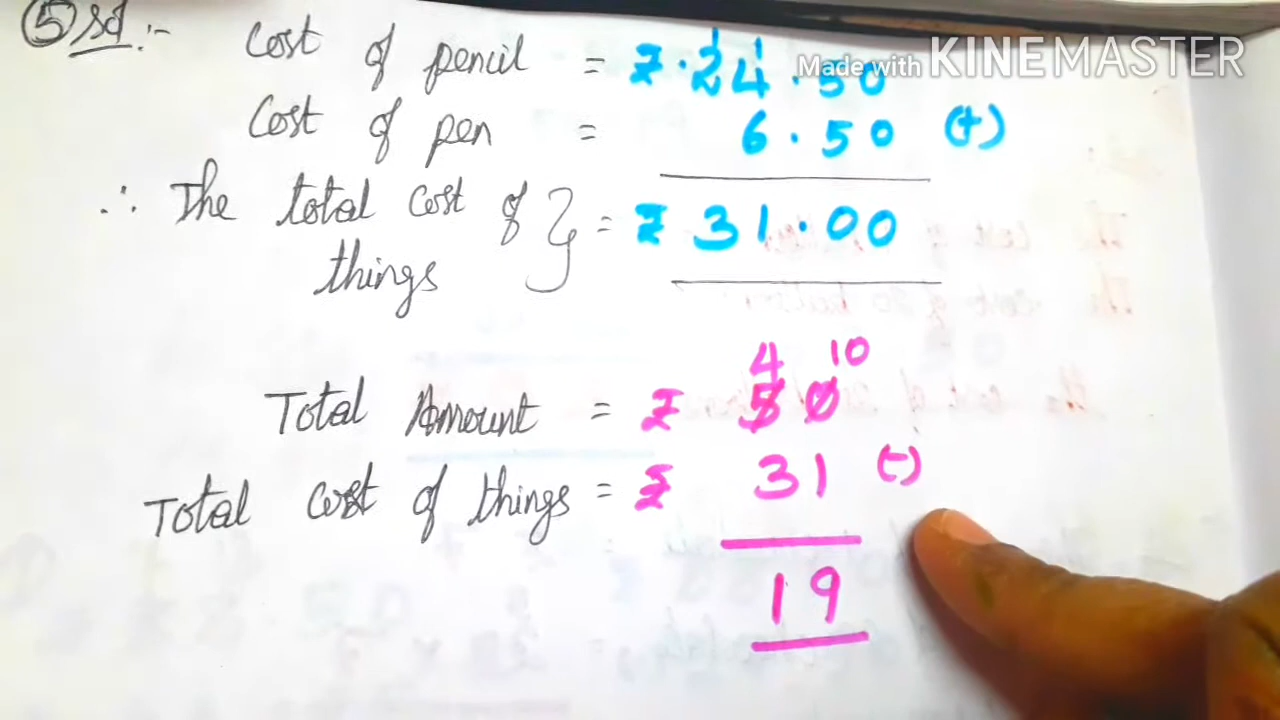 ⑤ Sol :- Cost of pencil = ₹.24.50
Made with KINEMASTER
Cost of pen = 6.50 (+)
∴ The total cost of } = ₹ 31.00
things
4 10
Total Amount = ₹ 50
Total cost of things = ₹ 31 (-)
19